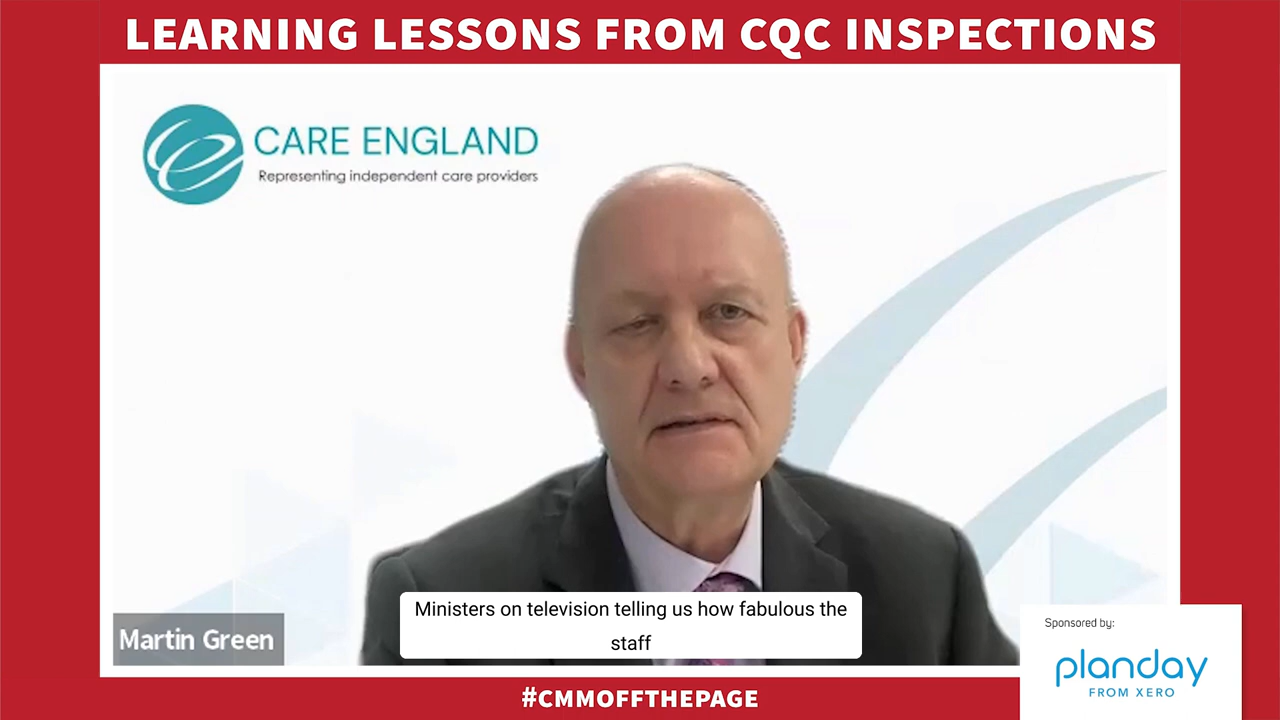 LEARNING LESSONS FROM CQC INSPECTIONS
CARE ENGLAND
Representing independent care providers
Ministers on television telling us how fabulous the
staff
Martin Green
Sponsored by:
planday
FROM XERO
#CMMOFFTHEPAGE